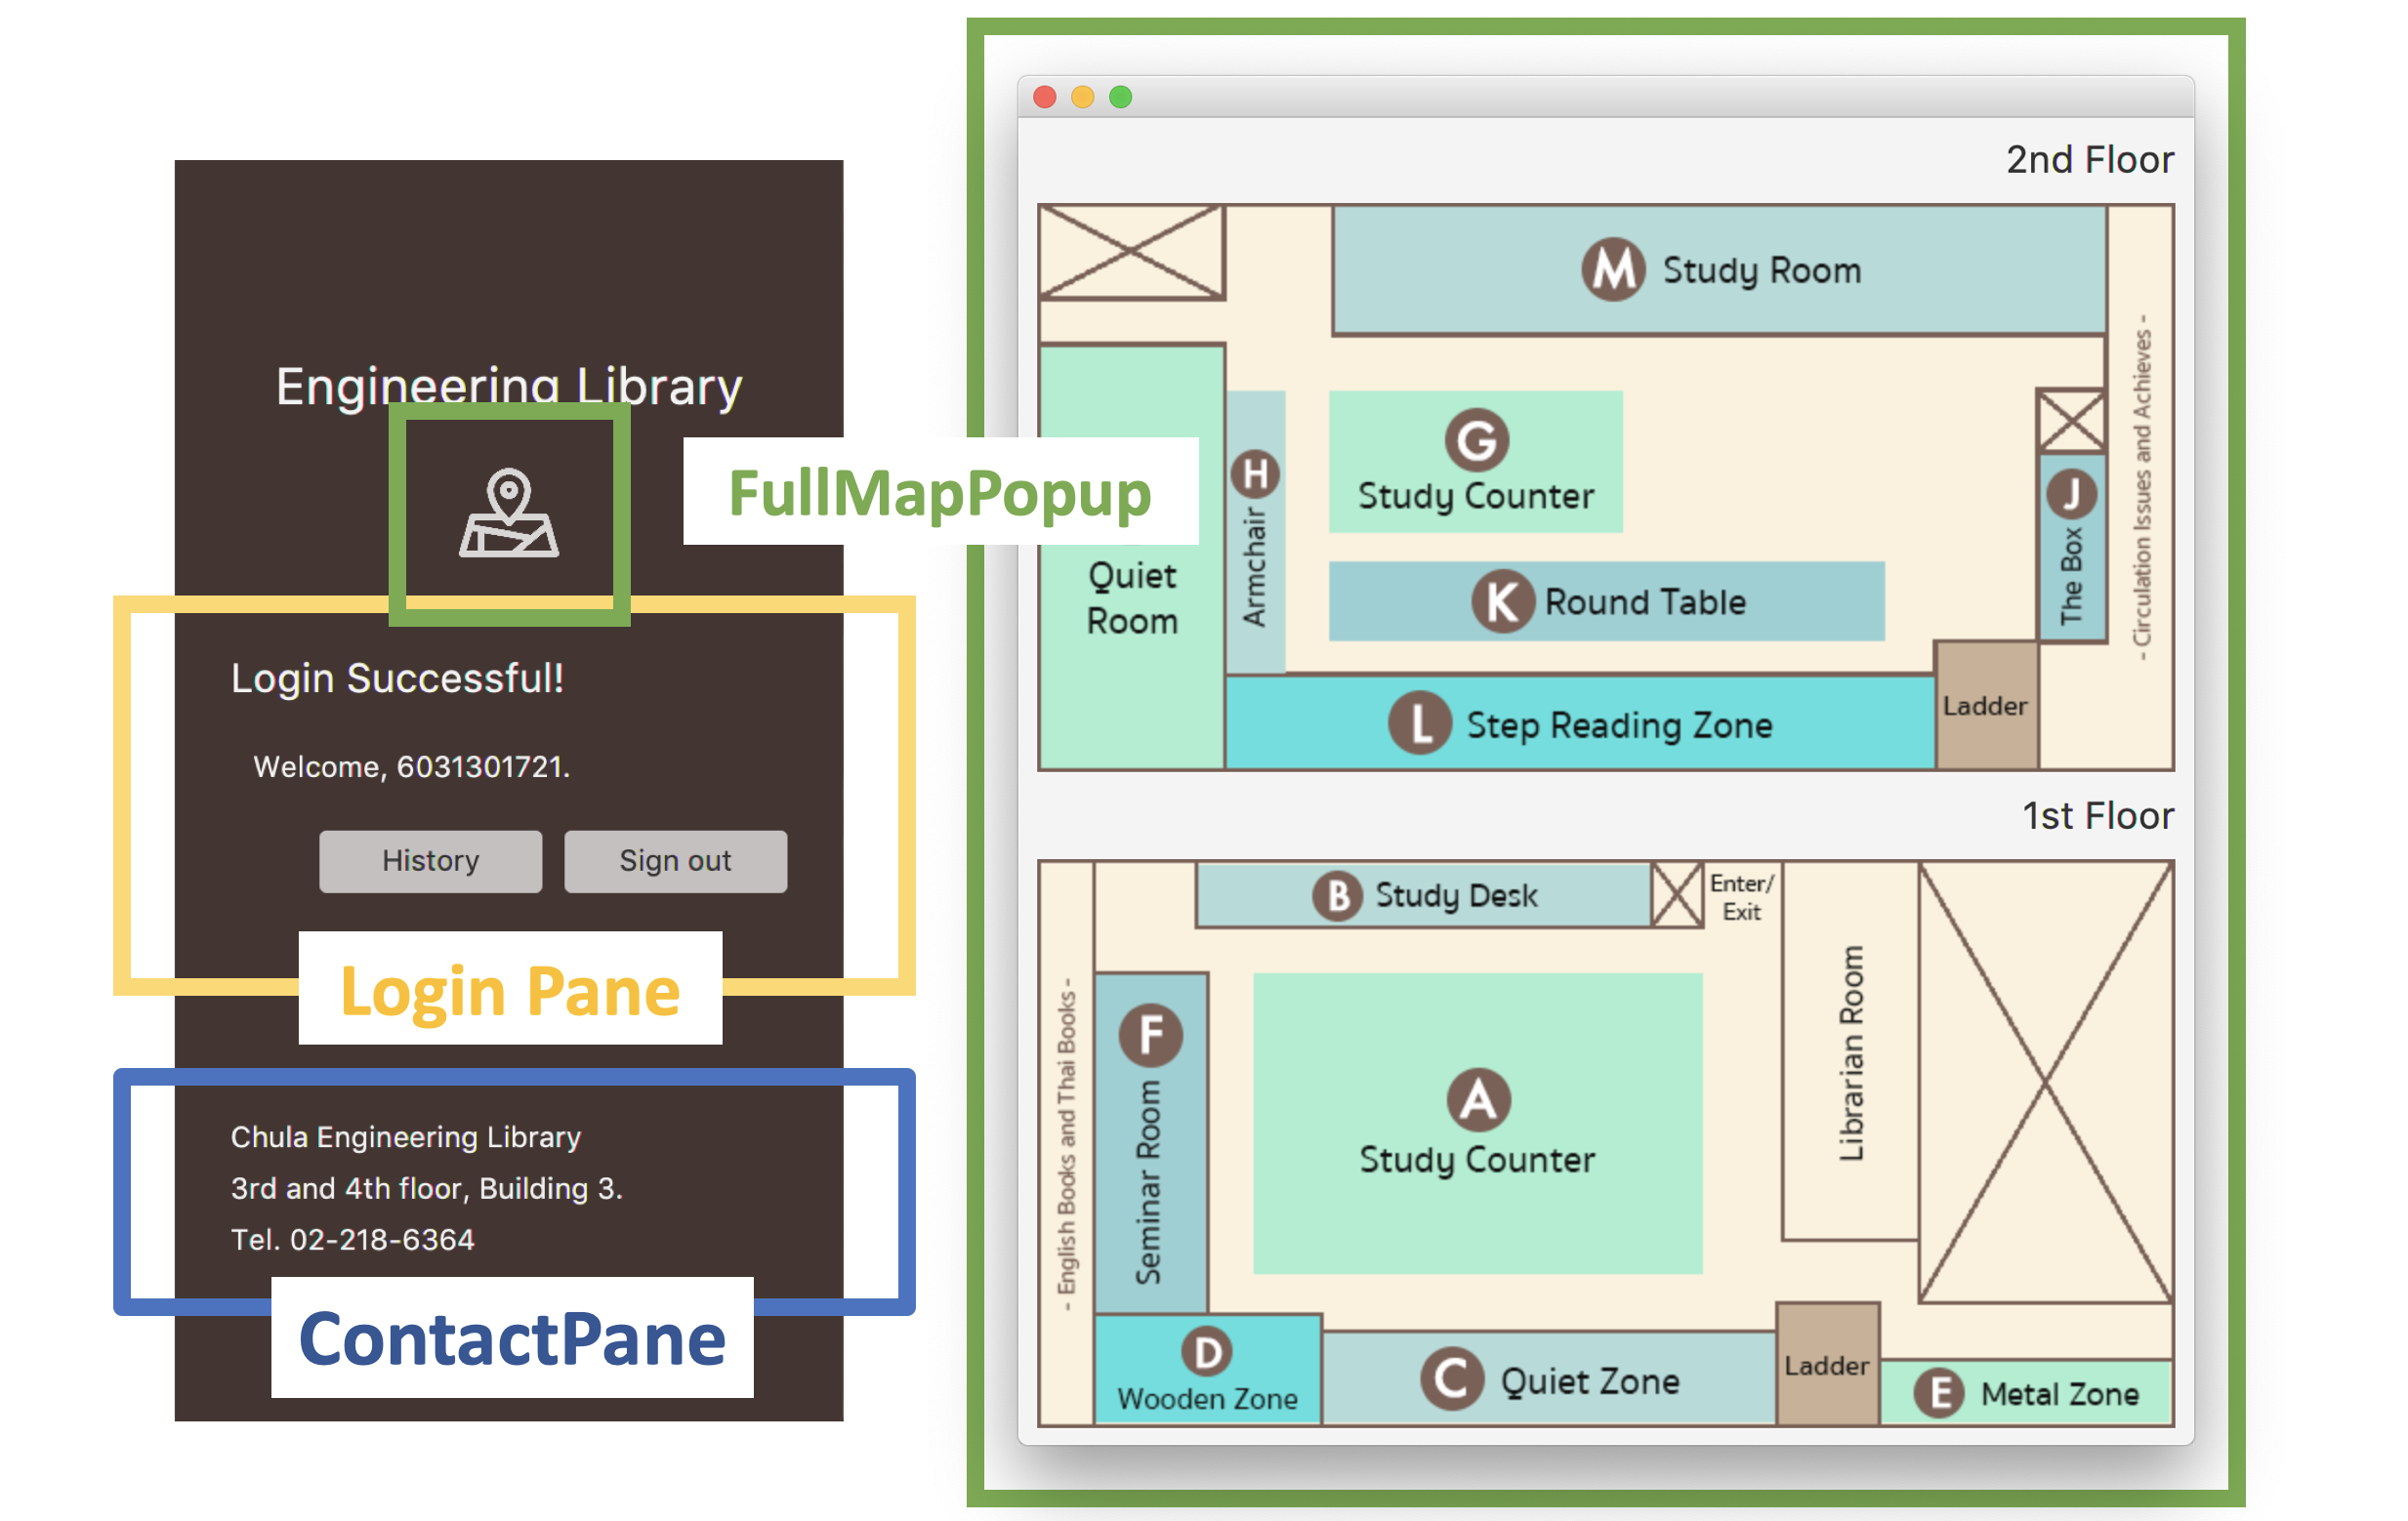 Engineering Library
FullMapPopup
Login Successful!
Welcome, 6031301721.
History
Sign out
Login Pane
Chula Engineering Library
3rd and 4th floor, Building 3.
Tel. 02-218-6364
ContactPane
2nd Floor
M Study Room
Quiet
Room
H
Armchair
G
Study Counter
K Round Table
J
The Box
- Circulation Issues and Achieves -
L Step Reading Zone
Ladder
1st Floor
B Study Desk
Enter/
Exit
- English Books and Thai Books -
F
Seminar Room
A
Study Counter
Librarian Room
D
Wooden Zone
C Quiet Zone
Ladder
E Metal Zone